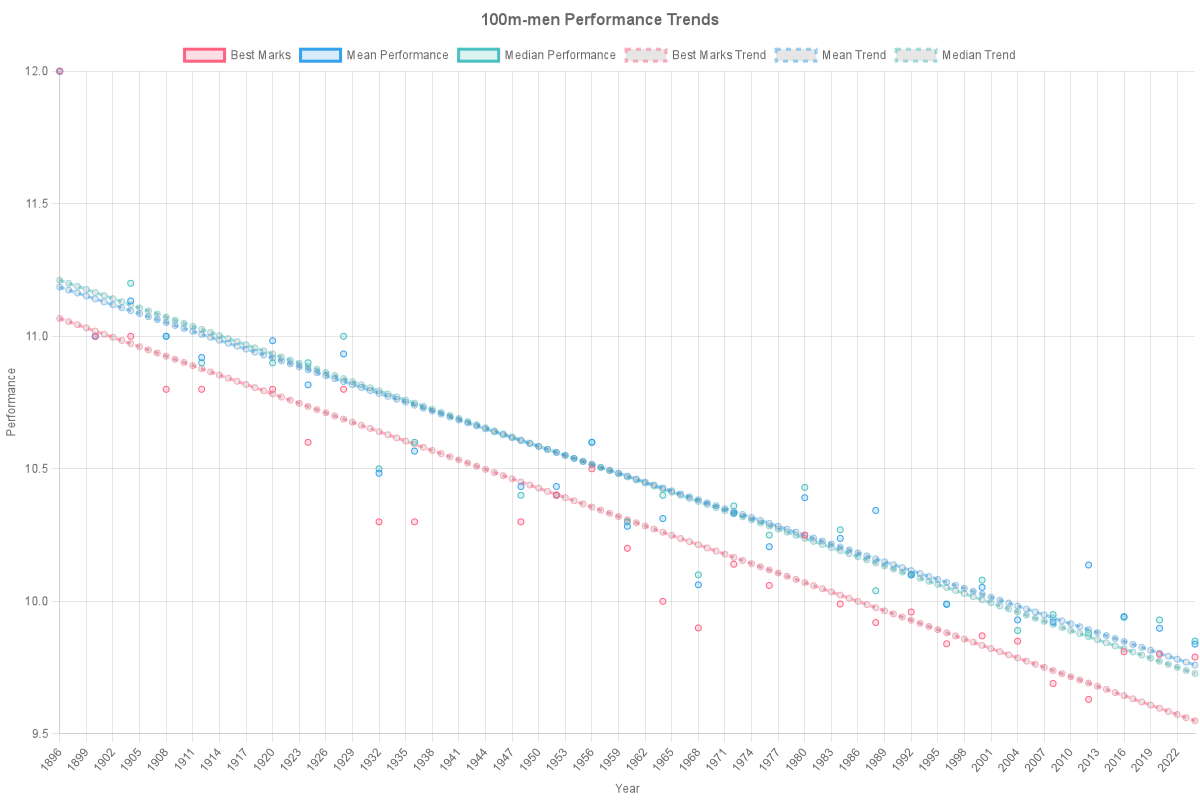 100m-men Performance Trends
Best Marks Mean Performance Median Performance Best Marks Trend Mean Trend Median Trend
12.0
11.5
11.0
10.5
10.0
9.5
Performance
1896 1899 1902 1905 1908 1911 1914 1917 1920 1923 1926 1929 1932 1935 1938 1941 1944 1947 1950 1953 1956 1959 1962 1965 1968 1971 1974 1977 1980 1983 1986 1989 1992 1995 1998 2001 2004 2007 2010 2013 2016 2019 2022
Year